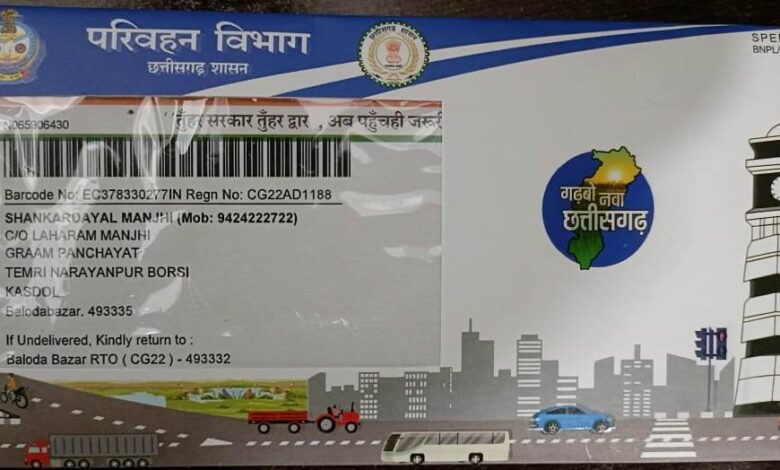 परिवहन विभाग
छत्तीसगढ़ शासन
SPE
BNPL
N065906430
तुँहर सरकार तुँहर द्वार , अब पहुँचही जरूरी
Barcode No: EC378330277IN Regn No: CG22AD1188
SHANKARDAYAL MANJHI (Mob: 9424222722)
C/O LAHARAM MANJHI
GRAAM PANCHAYAT
TEMRI NARAYANPUR BORSI
KASDOL
Balodabazar. 493335
If Undelivered, Kindly return to :
Baloda Bazar RTO ( CG22 ) - 493332
गढ़बो नवा
छत्तीसगढ़